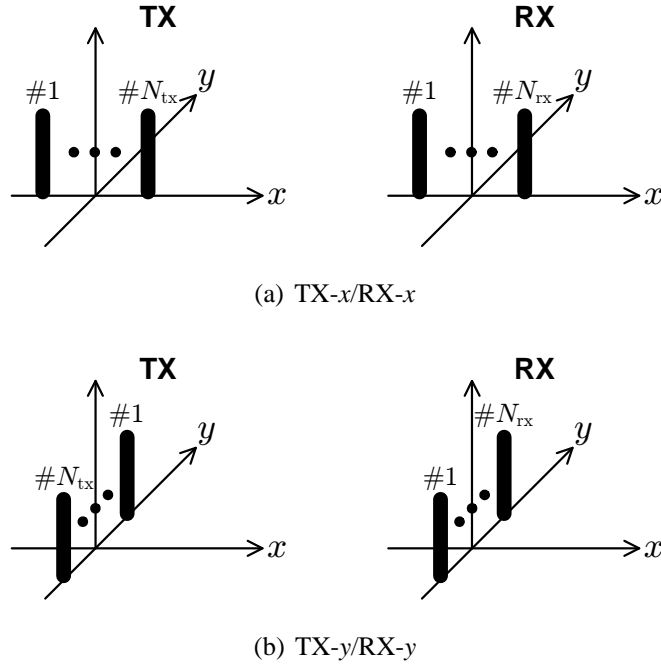 TX RX
y y
#1 #N_tx #1 #N_rx
x x
(a) TX-x/RX-x
TX RX
#1 y #N_rx y
#N_tx #1
x x
(b) TX-y/RX-y